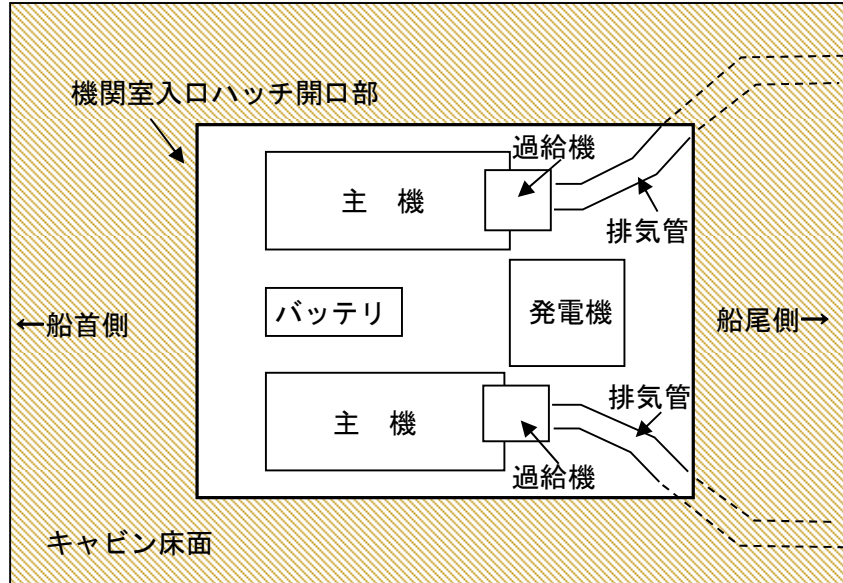 機関室入口ハッチ開口部
過給機
主　機
排気管
バッテリ
発電機
←船首側
船尾側→
排気管
主　機
過給機
キャビン床面